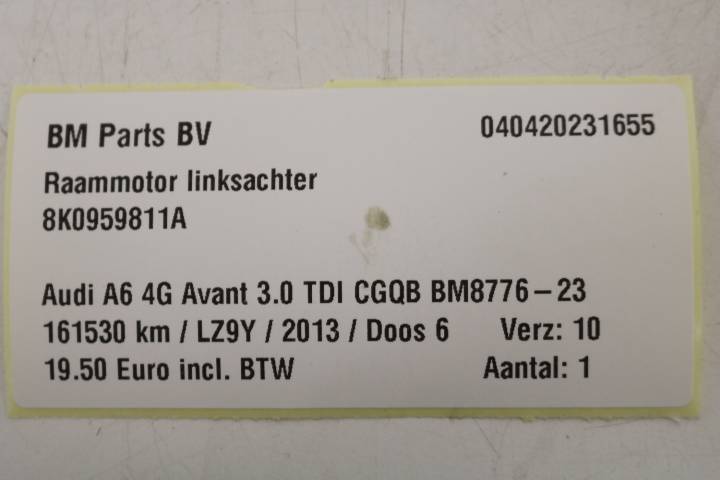 BM Parts BV 040420231655
Raammotor linksachter
8K0959811A
Audi A6 4G Avant 3.0 TDI CGQB BM8776-23
161530 km / LZ9Y / 2013 / Doos 6 Verz: 10
19.50 Euro incl. BTW Aantal: 1